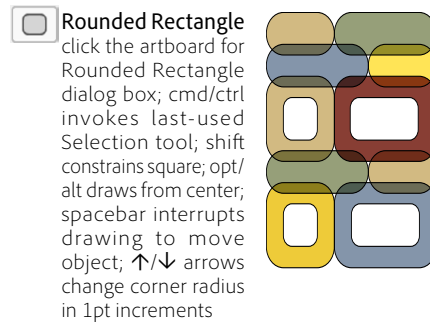 Rounded Rectangle
click the artboard for
Rounded Rectangle
dialog box; cmd/ctrl
invokes last-used
Selection tool; shift
constrains square; opt/
alt draws from center;
spacebar interrupts
drawing to move
object; ↑/↓ arrows
change corner radius
in 1pt increments